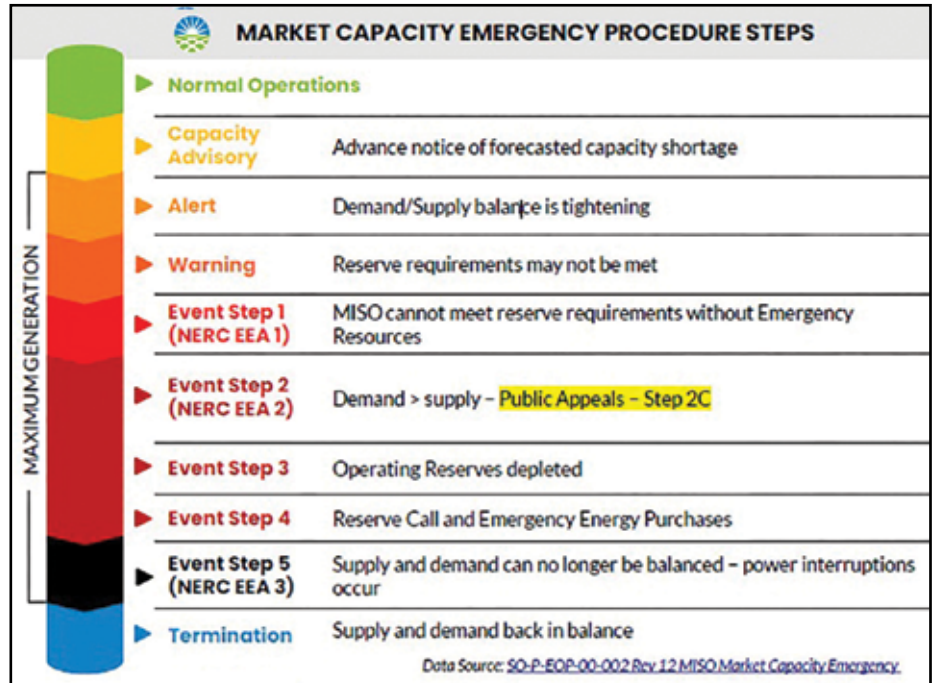 MARKET CAPACITY EMERGENCY PROCEDURE STEPS
Normal Operations
Capacity
Advisory
Advance notice of forecasted capacity shortage
Alert
Demand/Supply balance is tightening
Warning
Reserve requirements may not be met
Event Step 1
(NERC EEA 1)
MISO cannot meet reserve requirements without Emergency
Resources
Event Step 2
(NERC EEA 2)
Demand > supply – Public Appeals – Step 2C
Event Step 3
Operating Reserves depleted
Event Step 4
Reserve Call and Emergency Energy Purchases
Event Step 5
(NERC EEA 3)
Supply and demand can no longer be balanced – power interruptions
occur
Termination
Supply and demand back in balance
MAXIMUM GENERATION
Data Source: SO-P-EOP-00-002 Rev 12 MISO Market Capacity Emergency.